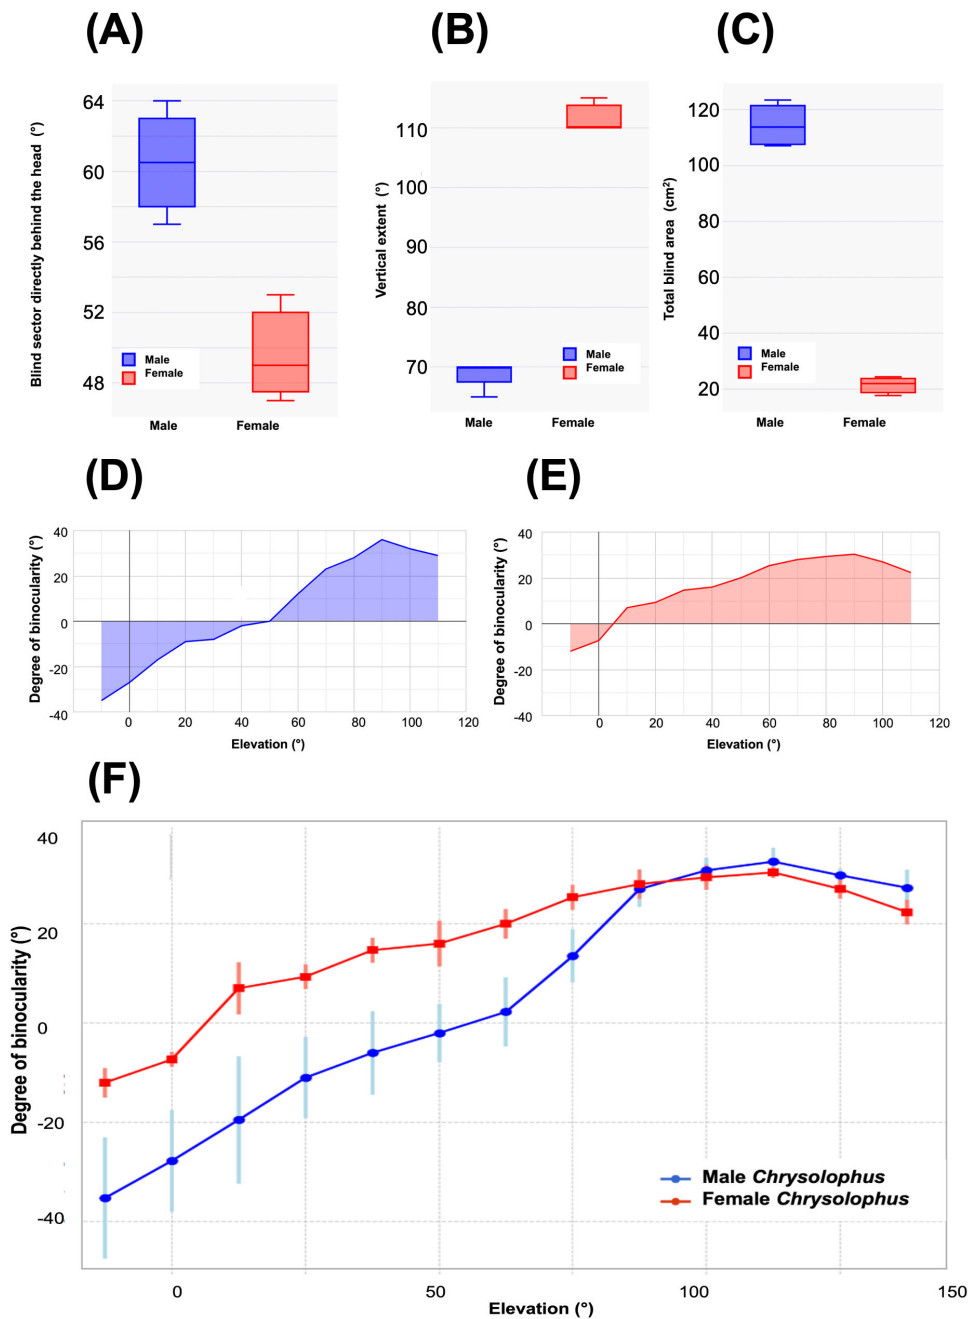 (A)
(B)
(C)
Blind sector directly behind the head (°)
64
60
56
52
48
Male
Female
Male
Female
Vertical extent (°)
110
100
90
80
70
Male
Female
Male
Female
Total blind area (cm²)
120
100
80
60
40
20
Male
Female
Male
Female
(D)
(E)
Degree of binocularity (°)
40
20
0
-20
-40
0
20
40
60
80
100
120
Elevation (°)
Degree of binocularity (°)
40
20
0
-20
-40
0
20
40
60
80
100
120
Elevation (°)
(F)
Degree of binocularity (°)
40
20
0
-20
-40
Male Chrysolophus
Female Chrysolophus
0
50
100
150
Elevation (°)